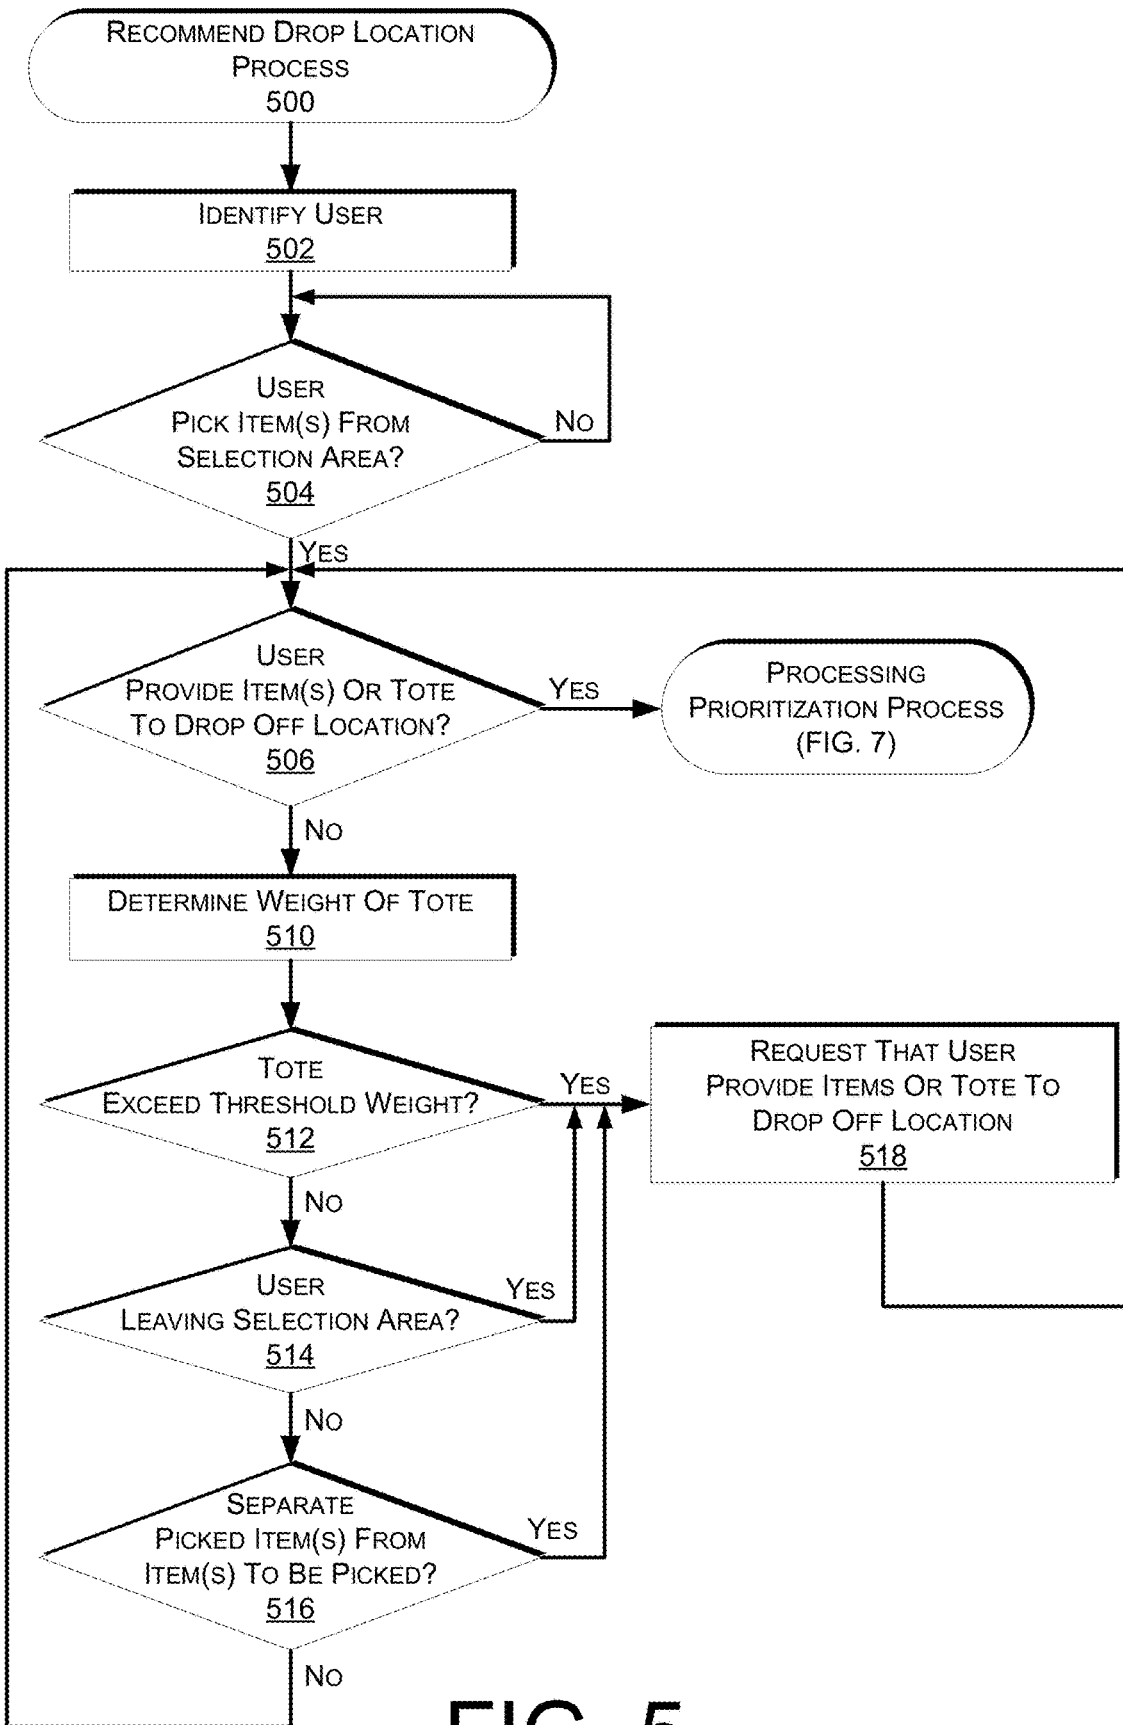 RECOMMEND DROP LOCATION
PROCESS
500
IDENTIFY USER
502
USER
PICK ITEM(S) FROM
SELECTION AREA?
504
NO
YES
USER
PROVIDE ITEM(S) OR TOTE
TO DROP OFF LOCATION?
506
YES
PROCESSING
PRIORITIZATION PROCESS
(FIG. 7)
NO
DETERMINE WEIGHT OF TOTE
510
TOTE
EXCEED THRESHOLD WEIGHT?
512
YES
REQUEST THAT USER
PROVIDE ITEMS OR TOTE TO
DROP OFF LOCATION
518
NO
USER
LEAVING SELECTION AREA?
514
YES
NO
SEPARATE
PICKED ITEM(S) FROM
ITEM(S) TO BE PICKED?
516
YES
NO
FIG. 5